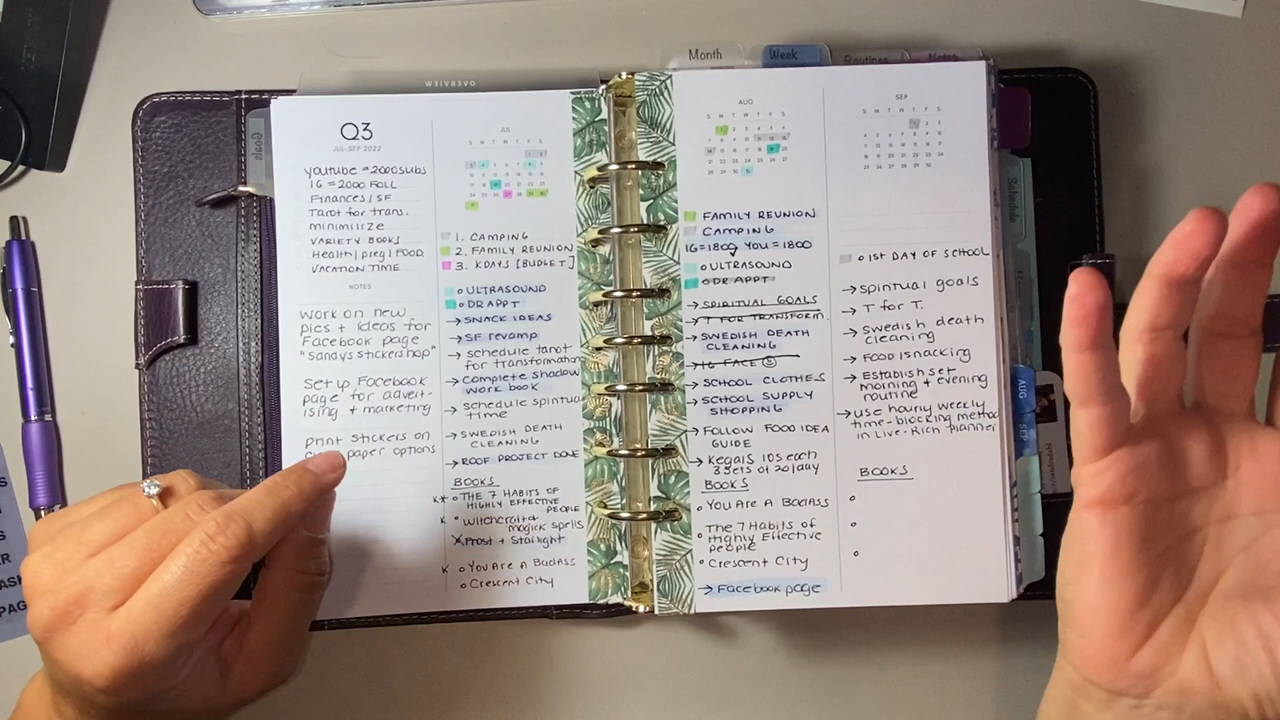 Month
Week
Routines
Notes
OVERVIEW
Goals
Q3
JUL-SEP 2022
youtube = 2000 subs
IG = 2000 FOLL
Finances/SF
Tarot for trans.
minimiize
VARIETY BOOKS
Health/preg/FOOD
VACATION TIME
NOTES
work on new
pics + Ideas for
Facebook page
"Sandy's stickershop"
Set up Facebook
page for advert-
ising + marketing
print stickers on
paper options
JUL
S M T W T F S
1. CAMPING
2. FAMILY REUNION
3. KDAYS [BUDGET]
o ULTRASOUND
o DR APPT
→ SNACK IDEAS
→ SF revamp
→ schedule tarot
for transformation
→ Complete shadow
work book
→ schedule spiritual
time
→ SWEDISH DEATH
CLEANING
→ ROOF PROJECT DONE
BOOKS
o THE 7 HABITS OF
HIGHLY EFFECTIVE
PEOPLE
K o witchcraft +
magick spells
Frost + Starlight
K o You Are a Badass
o Crescent City
AUG
S M T W T F S
FAMILY REUNION
CAMPING
IG=1800 You = 1800
o ULTRASOUND
o DR APPT
→ SPIRITUAL GOALS
→ T FOR TRANSFORM.
→ SWEDISH DEATH
CLEANING
→ IG FACE
→ SCHOOL CLOTHES
→ SCHOOL SUPPLY
SHOPPING
→ FOLLOW FOOD IDEA
GUIDE
→ Kegals 10s each
3 sets of 20/day
BOOKS
o You Are A Badass
o The 7 Habits of
Highly Effective
People
o Crescent City
→ Facebook page
SEP
S M T W T F S
o 1ST DAY OF SCHOOL
→ spiritual goals
→ T for T.
→ Swedish death
cleaning
→ FOOD/snacking
→ Establish set
morning + evening
routine
→ use hourly weekly
time-blocking method
in Live-Rich planner
BOOKS
o
o
o
Schedule
AUG
SEP